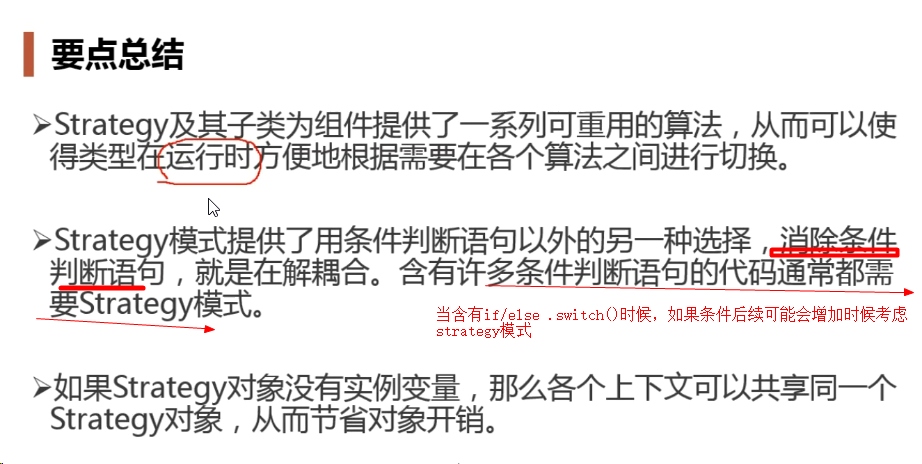 要点总结
➢Strategy及其子类为组件提供了一系列可重用的算法，从而可以使
得类型在运行时方便地根据需要在各个算法之间进行切换。
➢Strategy模式提供了用条件判断语句以外的另一种选择，消除条件
判断语句，就是在解耦合。含有许多条件判断语句的代码通常都需
要Strategy模式。
当含有if/else .switch()时候，如果条件后续可能会增加时候考虑
strategy模式
➢如果Strategy对象没有实例变量，那么各个上下文可以共享同一个
Strategy对象，从而节省对象开销。